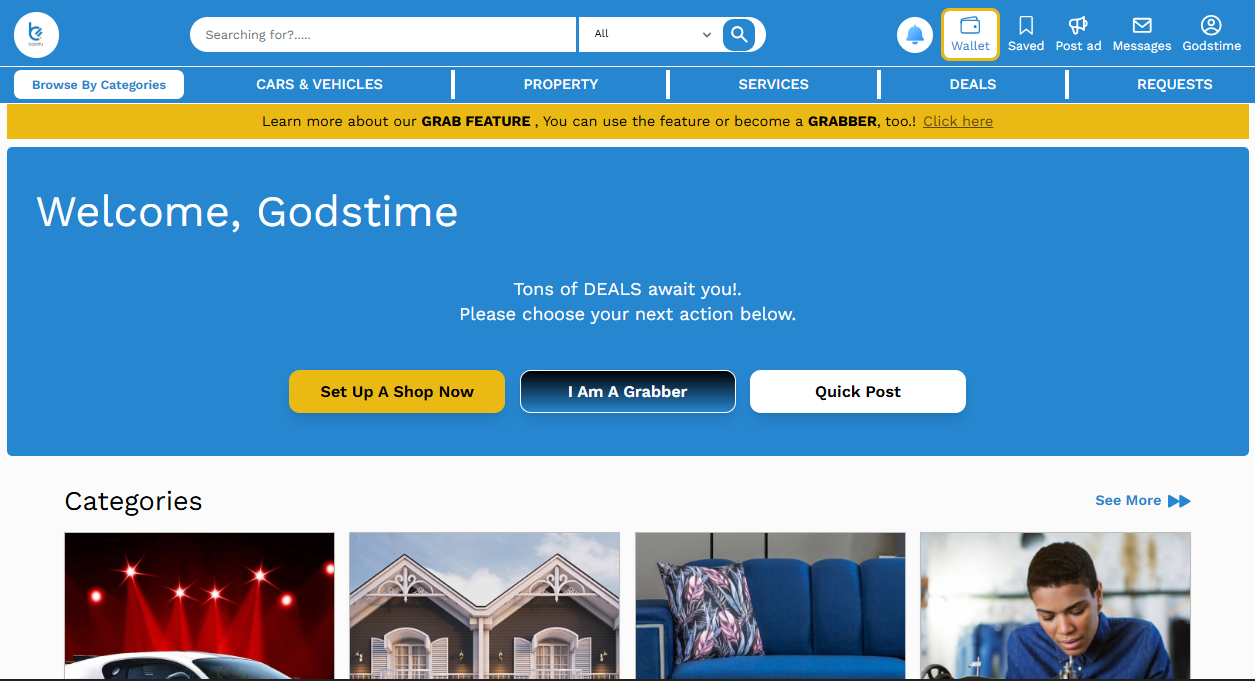 Searching for?.....
All
Wallet
Saved
Post ad
Messages
Godstime
Browse By Categories
CARS & VEHICLES
PROPERTY
SERVICES
DEALS
REQUESTS
Learn more about our GRAB FEATURE , You can use the feature or become a GRABBER, too.! Click here
Welcome, Godstime
Tons of DEALS await you!.
Please choose your next action below.
Set Up A Shop Now
I Am A Grabber
Quick Post
Categories
See More